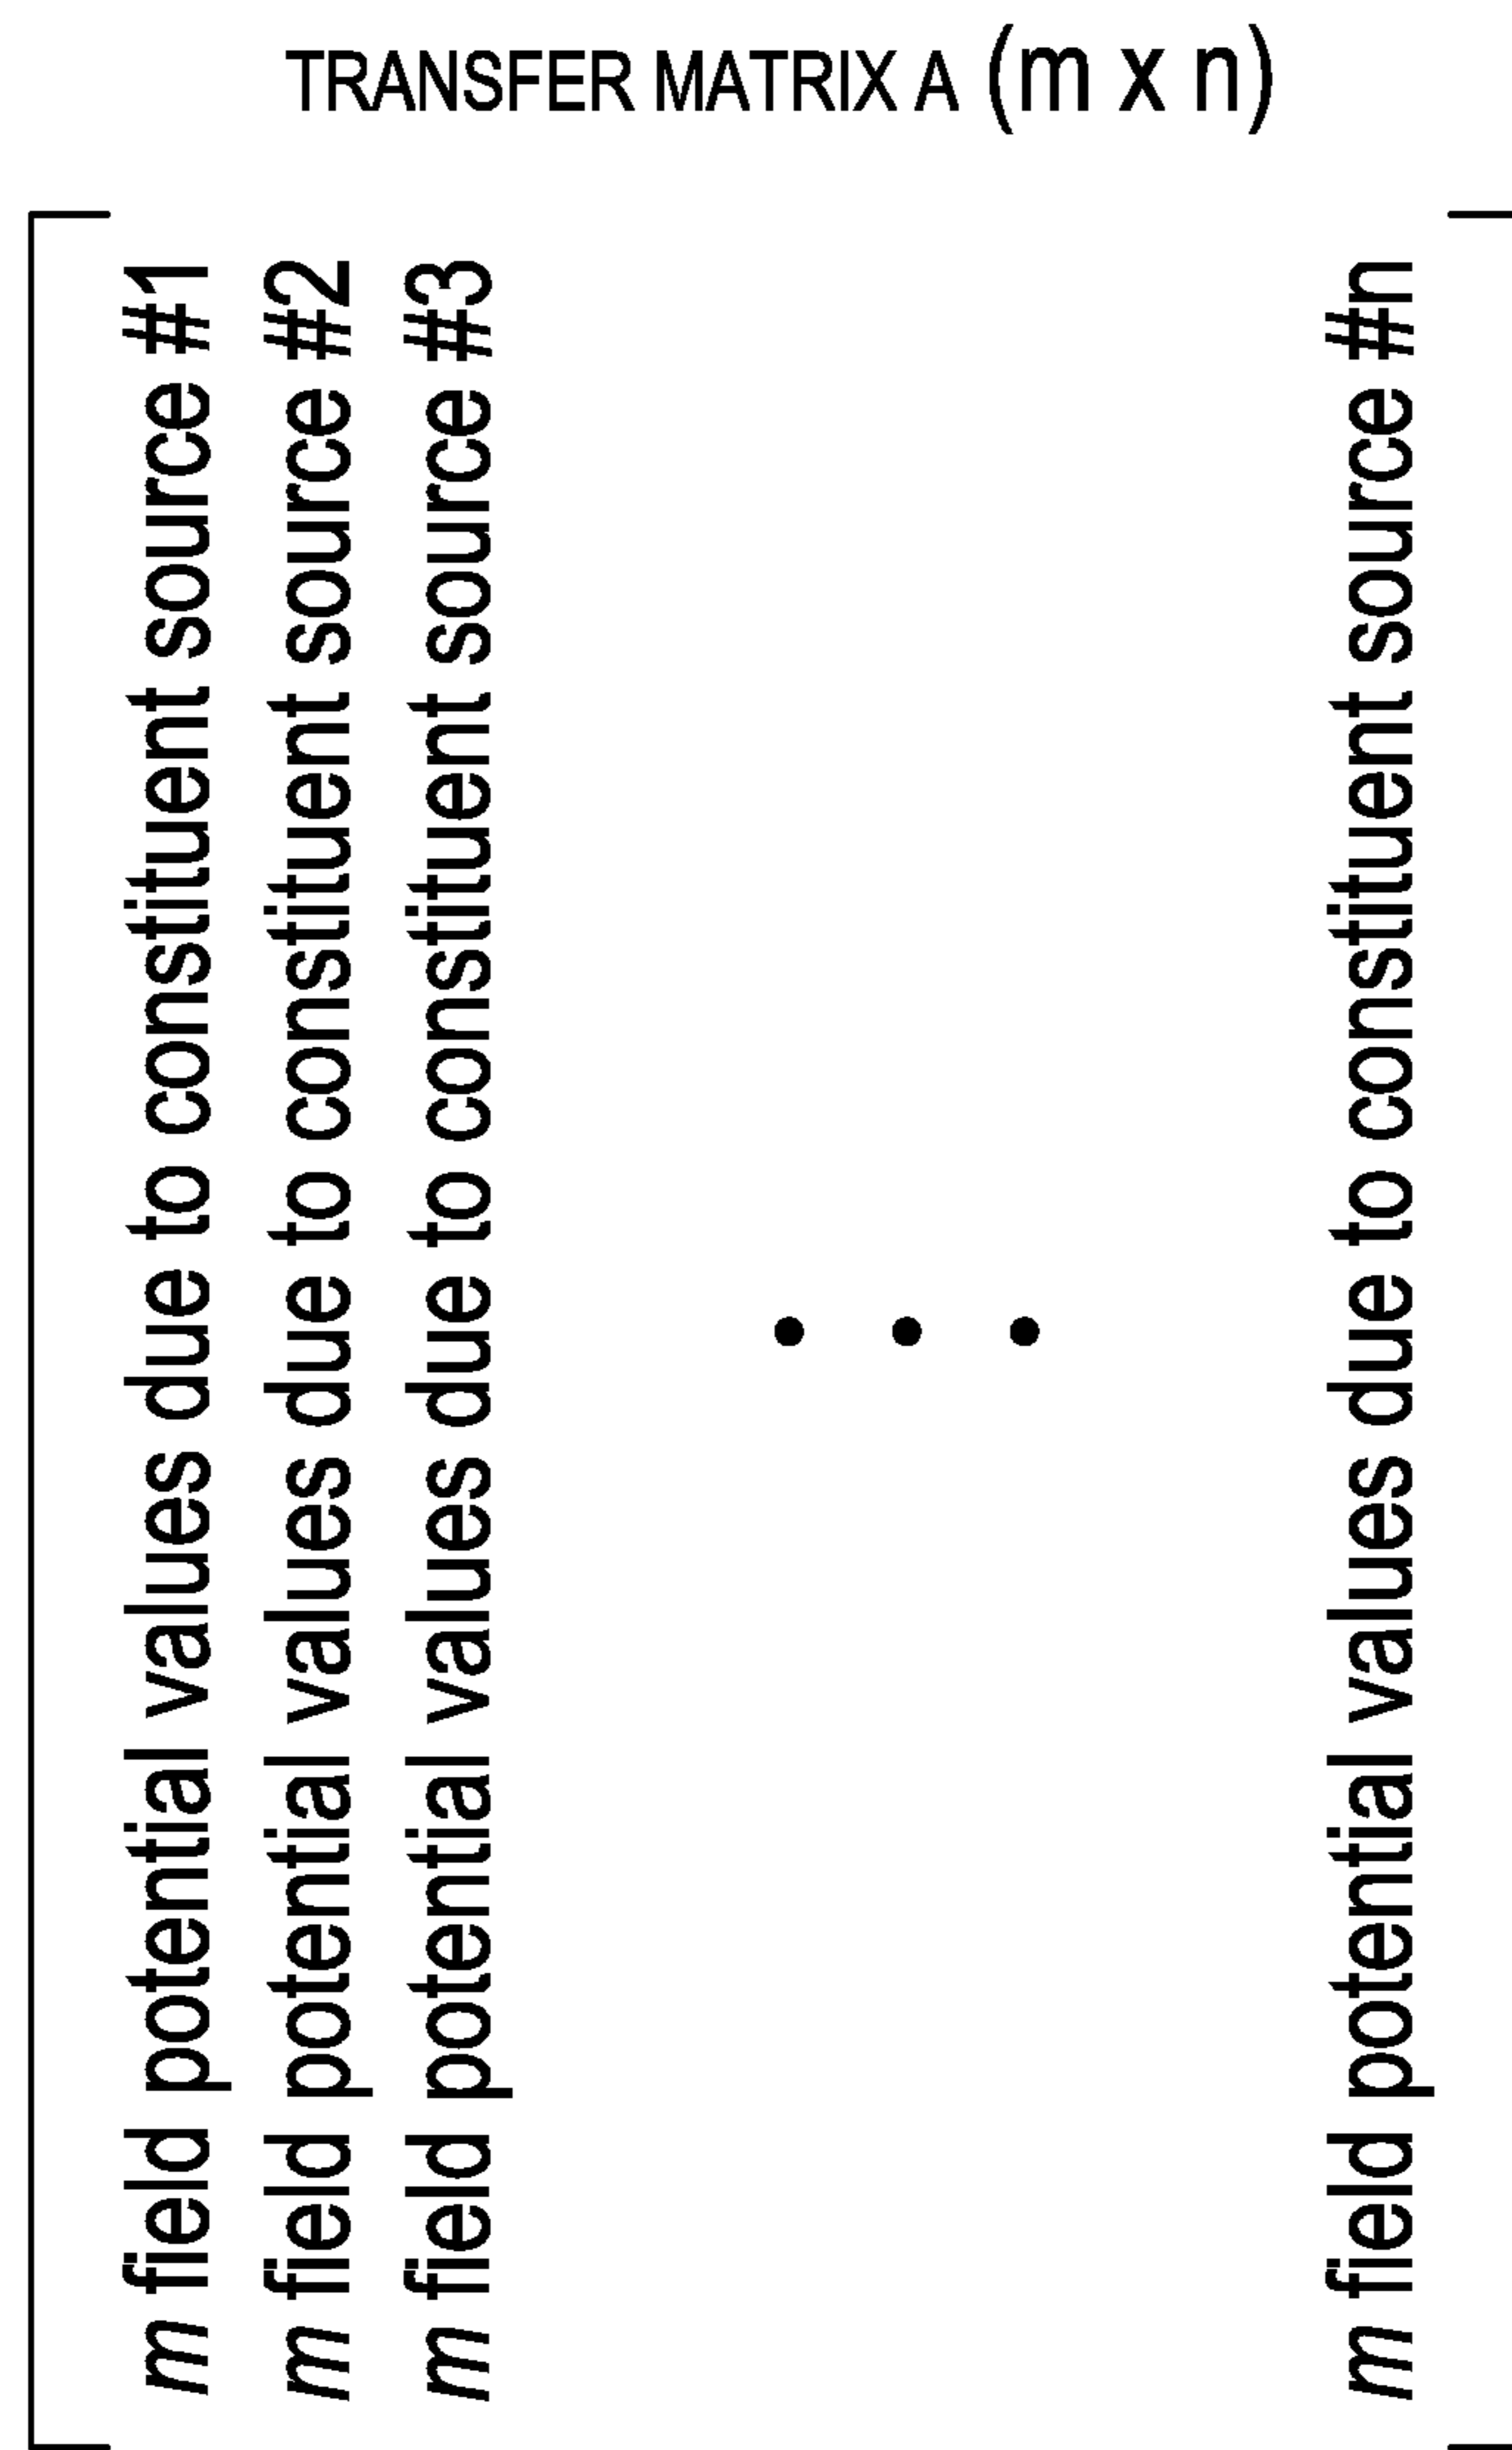 TRANSFER MATRIX A (m x n)
m field potential values due to constituent source #1
m field potential values due to constituent source #2
m field potential values due to constituent source #3
• • •
m field potential values due to constituent source #n